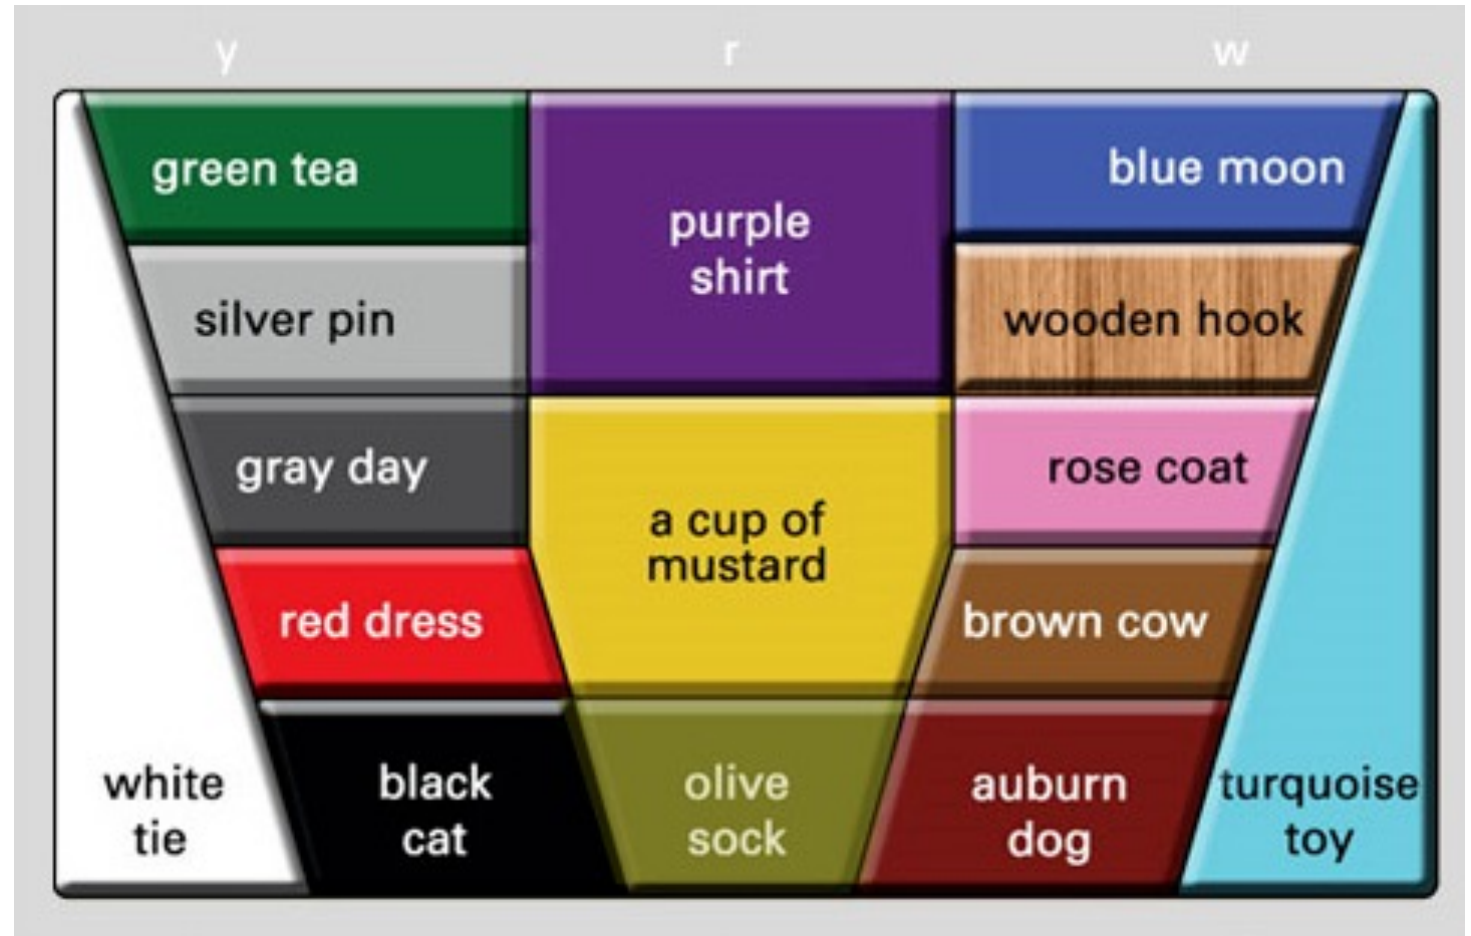 y r w
green tea
purple
shirt
blue moon
silver pin
wooden hook
gray day
a cup of
mustard
rose coat
red dress
brown cow
white
tie
black
cat
olive
sock
auburn
dog
turquoise
toy